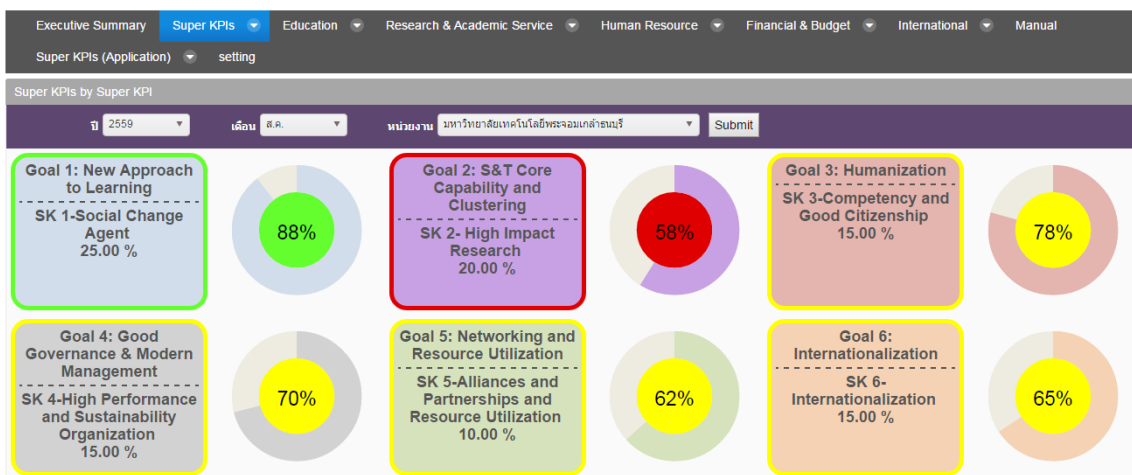 Executive Summary Super KPIs Education Research & Academic Service Human Resource Financial & Budget International Manual
Super KPIs (Application) setting
Super KPIs by Super KPI
ปี 2559 เดือน ส.ค. หน่วยงาน มหาวิทยาลัยเทคโนโลยีพระจอมเกล้าธนบุรี Submit
Goal 1: New Approach
to Learning
SK 1-Social Change
Agent
25.00 %
88%
Goal 2: S&T Core
Capability and
Clustering
SK 2- High Impact
Research
20.00 %
58%
Goal 3: Humanization
SK 3-Competency and
Good Citizenship
15.00 %
78%
Goal 4: Good
Governance & Modern
Management
SK 4-High Performance
and Sustainability
Organization
15.00 %
70%
Goal 5: Networking and
Resource Utilization
SK 5-Alliances and
Partnerships and
Resource Utilization
10.00 %
62%
Goal 6:
Internationalization
SK 6-
Internationalization
15.00 %
65%